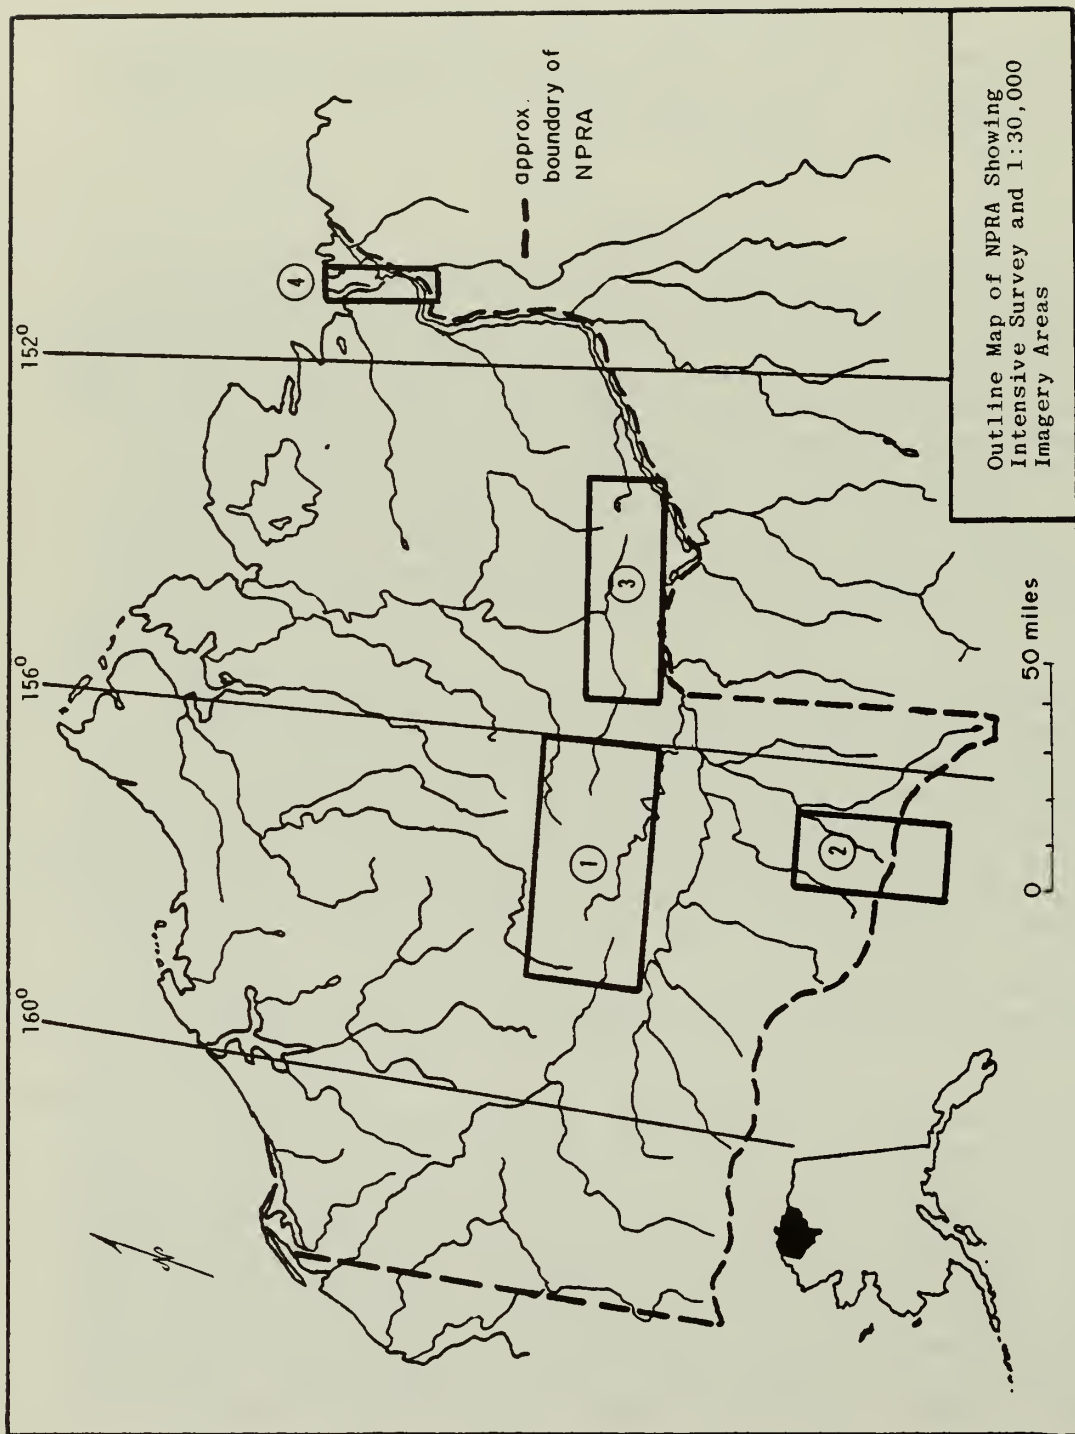 160°
156°
152°
4
approx.
boundary of
NPRA
1
3
2
N
0
50 miles
Outline Map of NPRA Showing
Intensive Survey and 1:30,000
Imagery Areas